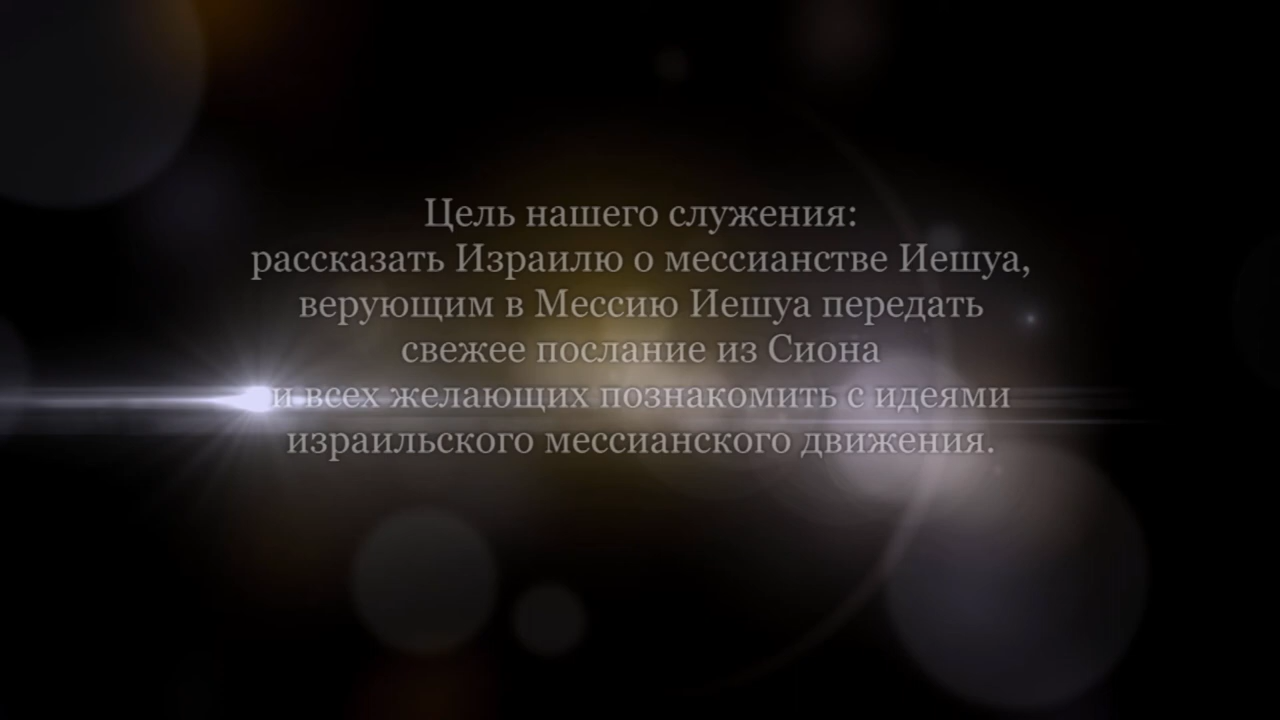 Цель нашего служения:
рассказать Израилю о мессианстве Иешуа,
верующим в Мессию Иешуа передать
свежее послание из Сиона
и всех желающих познакомить с идеями
израильского мессианского движения.